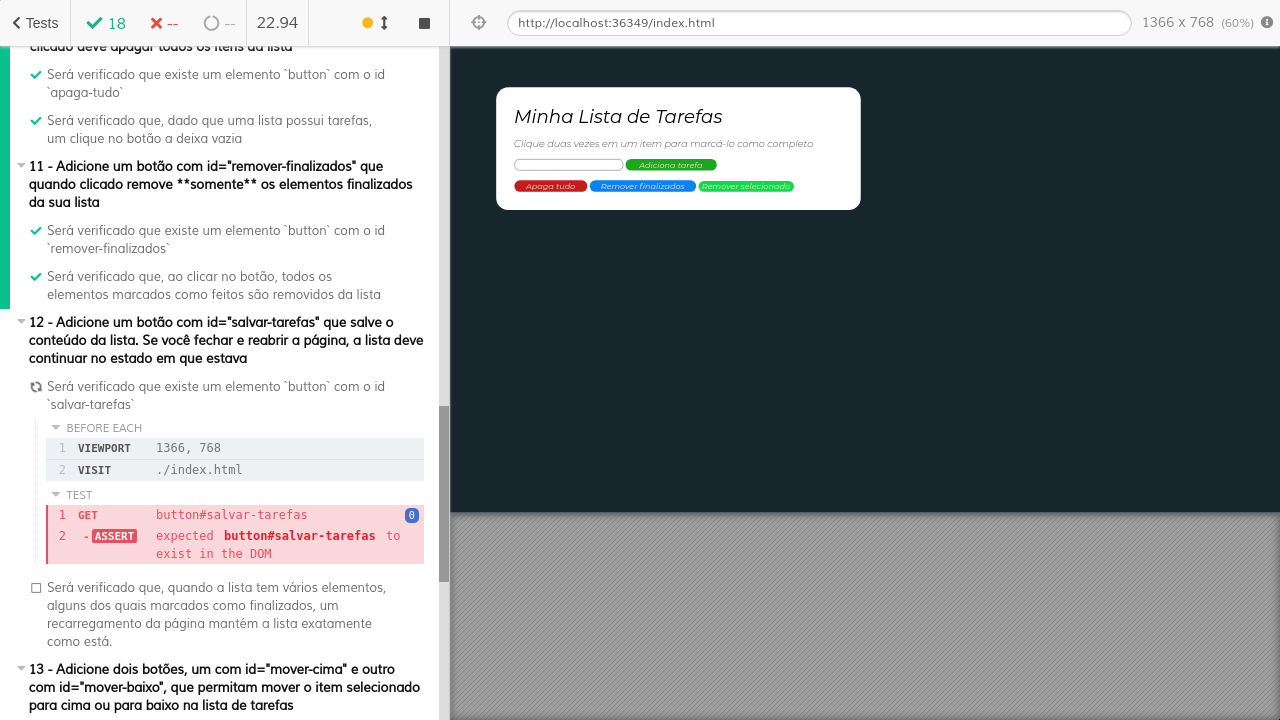 Tests
18
--
--
22.94
http://localhost:36349/index.html
1366 x 768 (60%)
clicado deve apagar todos os itens da lista
Será verificado que existe um elemento `button` com o id
`apaga-tudo`
Será verificado que, dado que uma lista possui tarefas,
um clique no botão a deixa vazia
11 - Adicione um botão com id="remover-finalizados" que
quando clicado remove **somente** os elementos finalizados
da sua lista
Será verificado que existe um elemento `button` com o id
`remover-finalizados`
Será verificado que, ao clicar no botão, todos os
elementos marcados como feitos são removidos da lista
12 - Adicione um botão com id="salvar-tarefas" que salve o
conteúdo da lista. Se você fechar e reabrir a página, a lista deve
continuar no estado em que estava
Será verificado que existe um elemento `button` com o id
`salvar-tarefas`
BEFORE EACH
1 VIEWPORT 1366, 768
2 VISIT ./index.html
TEST
1 GET button#salvar-tarefas 0
2 -ASSERT expected button#salvar-tarefas to
exist in the DOM
Será verificado que, quando a lista tem vários elementos,
alguns dos quais marcados como finalizados, um
recarregamento da página mantém a lista exatamente
como está.
13 - Adicione dois botões, um com id="mover-cima" e outro
com id="mover-baixo", que permitam mover o item selecionado
para cima ou para baixo na lista de tarefas
Minha Lista de Tarefas
Clique duas vezes em um item para marcá-lo como completo
Adiciona tarefa
Apaga tudo Remover finalizados Remover selecionado